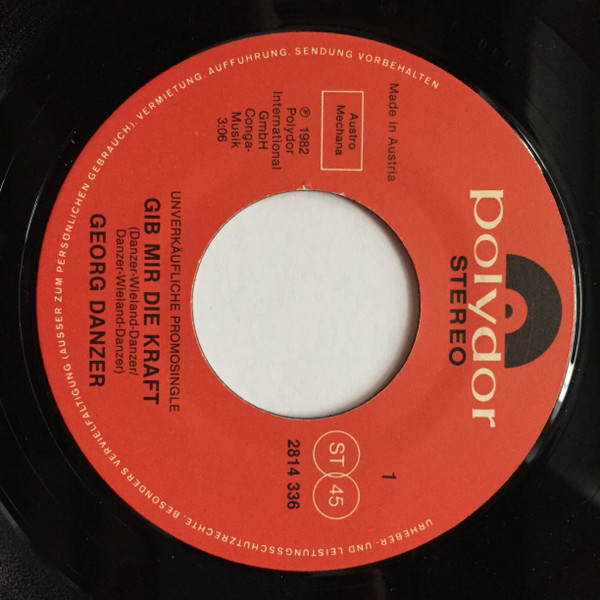 polydor
STEREO
Made in Austria
Austro
Mechana
℗ 1982
Polydor
International
GmbH
Conga-
Musik
3:06
1
ST 45
2814 336
UNVERKÄUFLICHE PROMOSINGLE
GIB MIR DIE KRAFT
(Danzer-Wieland-Danzer/
Danzer-Wieland-Danzer)
GEORG DANZER
URHEBER- UND LEISTUNGSSCHUTZRECHTE, BESONDERS VERVIELFÄLTIGUNG (AUSSER ZUM PERSÖNLICHEN GEBRAUCH), VERMIETUNG, AUFFÜHRUNG, SENDUNG VORBEHALTEN